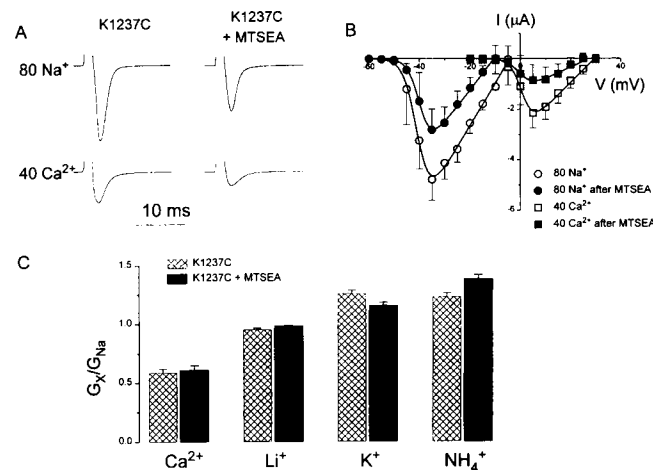 A
K1237C
K1237C
+ MTSEA
80 Na⁺
40 Ca²⁺
10 ms
B
I (µA)
-60
-40
-20
0
40
V (mV)
-2
-4
-6
80 Na⁺
80 Na⁺ after MTSEA
40 Ca²⁺
40 Ca²⁺ after MTSEA
C
K1237C
K1237C + MTSEA
1.5
1.0
0.5
0.0
Gₓ/G_Na
Ca²⁺
Li⁺
K⁺
NH₄⁺